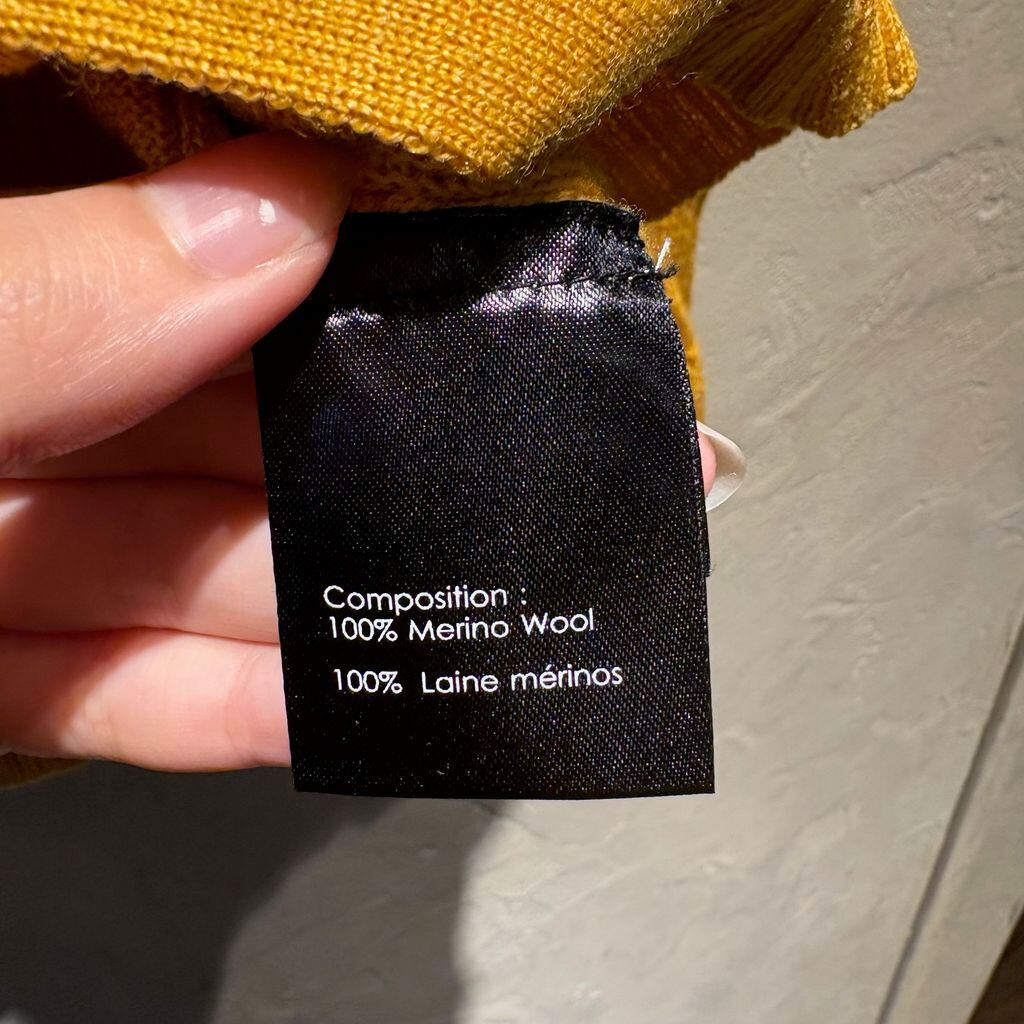 Composition :
100% Merino Wool
100% Laine mérinos